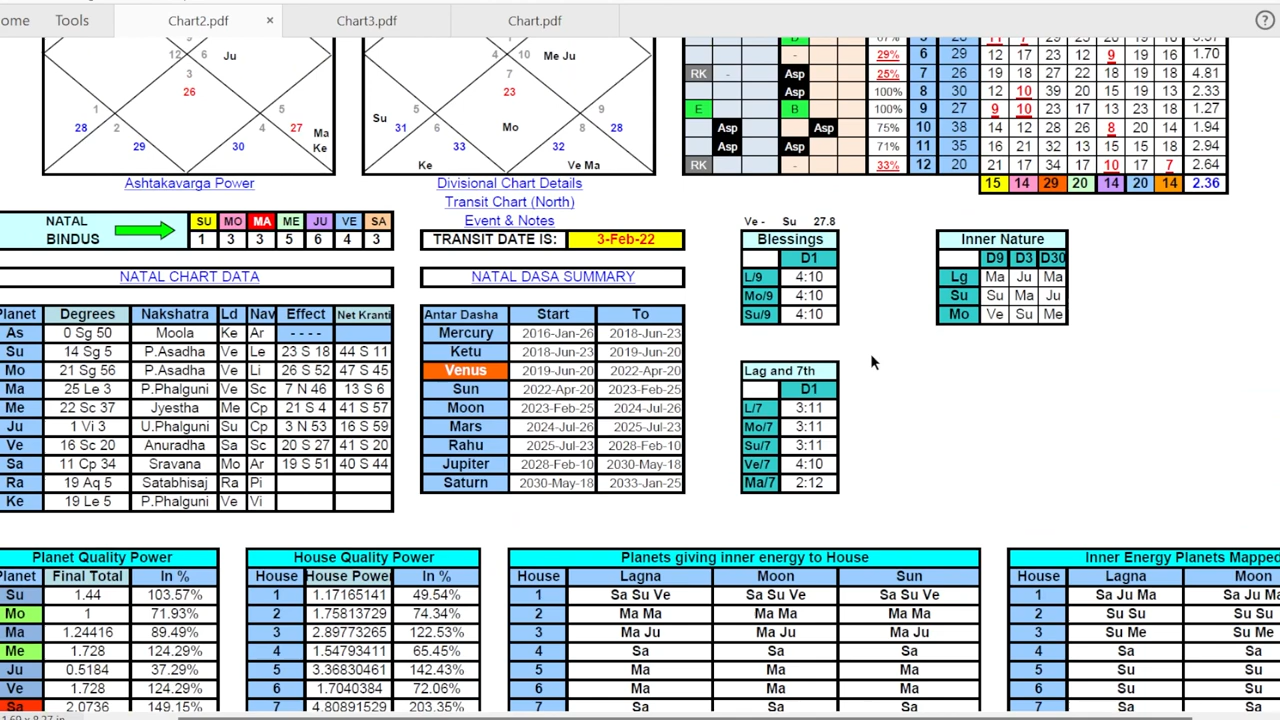 ome Tools Chart2.pdf × Chart3.pdf Chart.pdf ?
12 6 Ju
3
26
1 5
28 2 4 27 Ma
Ke
29 30
4 10 Me Ju
7
23
Su 5 9
31 6 Mo 8 28
33 32
Ke Ve Ma
6 29 12 17 23 12 9 19 16 1.70
29% -
RK - Asp 25% 7 26 19 18 27 22 15 19 18 4.81
Asp 100% 8 30 12 10 39 20 15 19 13 2.33
E B 100% 9 27 9 10 23 17 13 23 18 1.27
Asp Asp 75% 10 38 14 12 28 26 8 20 14 1.94
Asp Asp 71% 11 35 16 21 32 13 15 15 18 2.94
RK - 33% 12 20 21 17 34 17 10 17 7 2.64
15 14 29 20 14 20 14 2.36
Ashtakavarga Power
Divisional Chart Details
Transit Chart (North)
Event & Notes
NATAL BINDUS
SU MO MA ME JU VE SA
1 3 3 5 6 4 3
TRANSIT DATE IS: 3-Feb-22
NATAL CHART DATA
NATAL DASA SUMMARY
Planet Degrees Nakshatra Ld Nav Effect Net Kranti
As 0 Sg 50 Moola Ke Ar - - - -
Su 14 Sg 5 P.Asadha Ve Le 23 S 18 44 S 11
Mo 21 Sg 56 P.Asadha Ve Li 26 S 52 47 S 45
Ma 25 Le 3 P.Phalguni Ve Sc 7 N 46 13 S 6
Me 22 Sc 37 Jyestha Me Cp 21 S 4 41 S 57
Ju 1 Vi 3 U.Phalguni Su Cp 3 N 53 16 S 59
Ve 16 Sc 20 Anuradha Sa Sc 20 S 27 41 S 20
Sa 11 Cp 34 Sravana Mo Ar 19 S 51 40 S 44
Ra 19 Aq 5 Satabhisaj Ra Pi
Ke 19 Le 5 P.Phalguni Ve Vi
Antar Dasha Start To
Mercury 2016-Jan-26 2018-Jun-23
Ketu 2018-Jun-23 2019-Jun-20
Venus 2019-Jun-20 2022-Apr-20
Sun 2022-Apr-20 2023-Feb-25
Moon 2023-Feb-25 2024-Jul-26
Mars 2024-Jul-26 2025-Jul-23
Rahu 2025-Jul-23 2028-Feb-10
Jupiter 2028-Feb-10 2030-May-18
Saturn 2030-May-18 2033-Jan-25
Ve - Su 27.8
Blessings
D1
L/9 4:10
Mo/9 4:10
Su/9 4:10
Lag and 7th
D1
L/7 3:11
Mo/7 3:11
Su/7 3:11
Ve/7 4:10
Ma/7 2:12
Inner Nature
D9 D3 D30
Lg Ma Ju Ma
Su Su Ma Ju
Mo Ve Su Me
Planet Quality Power
Planet Final Total In %
Su 1.44 103.57%
Mo 1 71.93%
Ma 1.24416 89.49%
Me 1.728 124.29%
Ju 0.5184 37.29%
Ve 1.728 124.29%
Sa 2.0736 149.15%
House Quality Power
House House Power In %
1 1.17165141 49.54%
2 1.75813729 74.34%
3 2.89773265 122.53%
4 1.54793411 65.45%
5 3.36830461 142.43%
6 1.7040384 72.06%
7 4.80891529 203.35%
Planets giving inner energy to House
House Lagna Moon Sun
1 Sa Su Ve Sa Su Ve Sa Su Ve
2 Ma Ma Ma Ma Ma Ma
3 Ma Ju Ma Ju Ma Ju
4 Sa Sa Sa
5 Ma Ma Ma
6 Ma Ma Ma
7 Sa Sa Sa
Inner Energy Planets Mapped
House Lagna Moon
1 Sa Ju Ma Sa Ju Ma
2 Su Su Su Su
3 Su Me Su Me
4 Sa Sa
5 Su Su
6 Su Su
7 Sa Sa